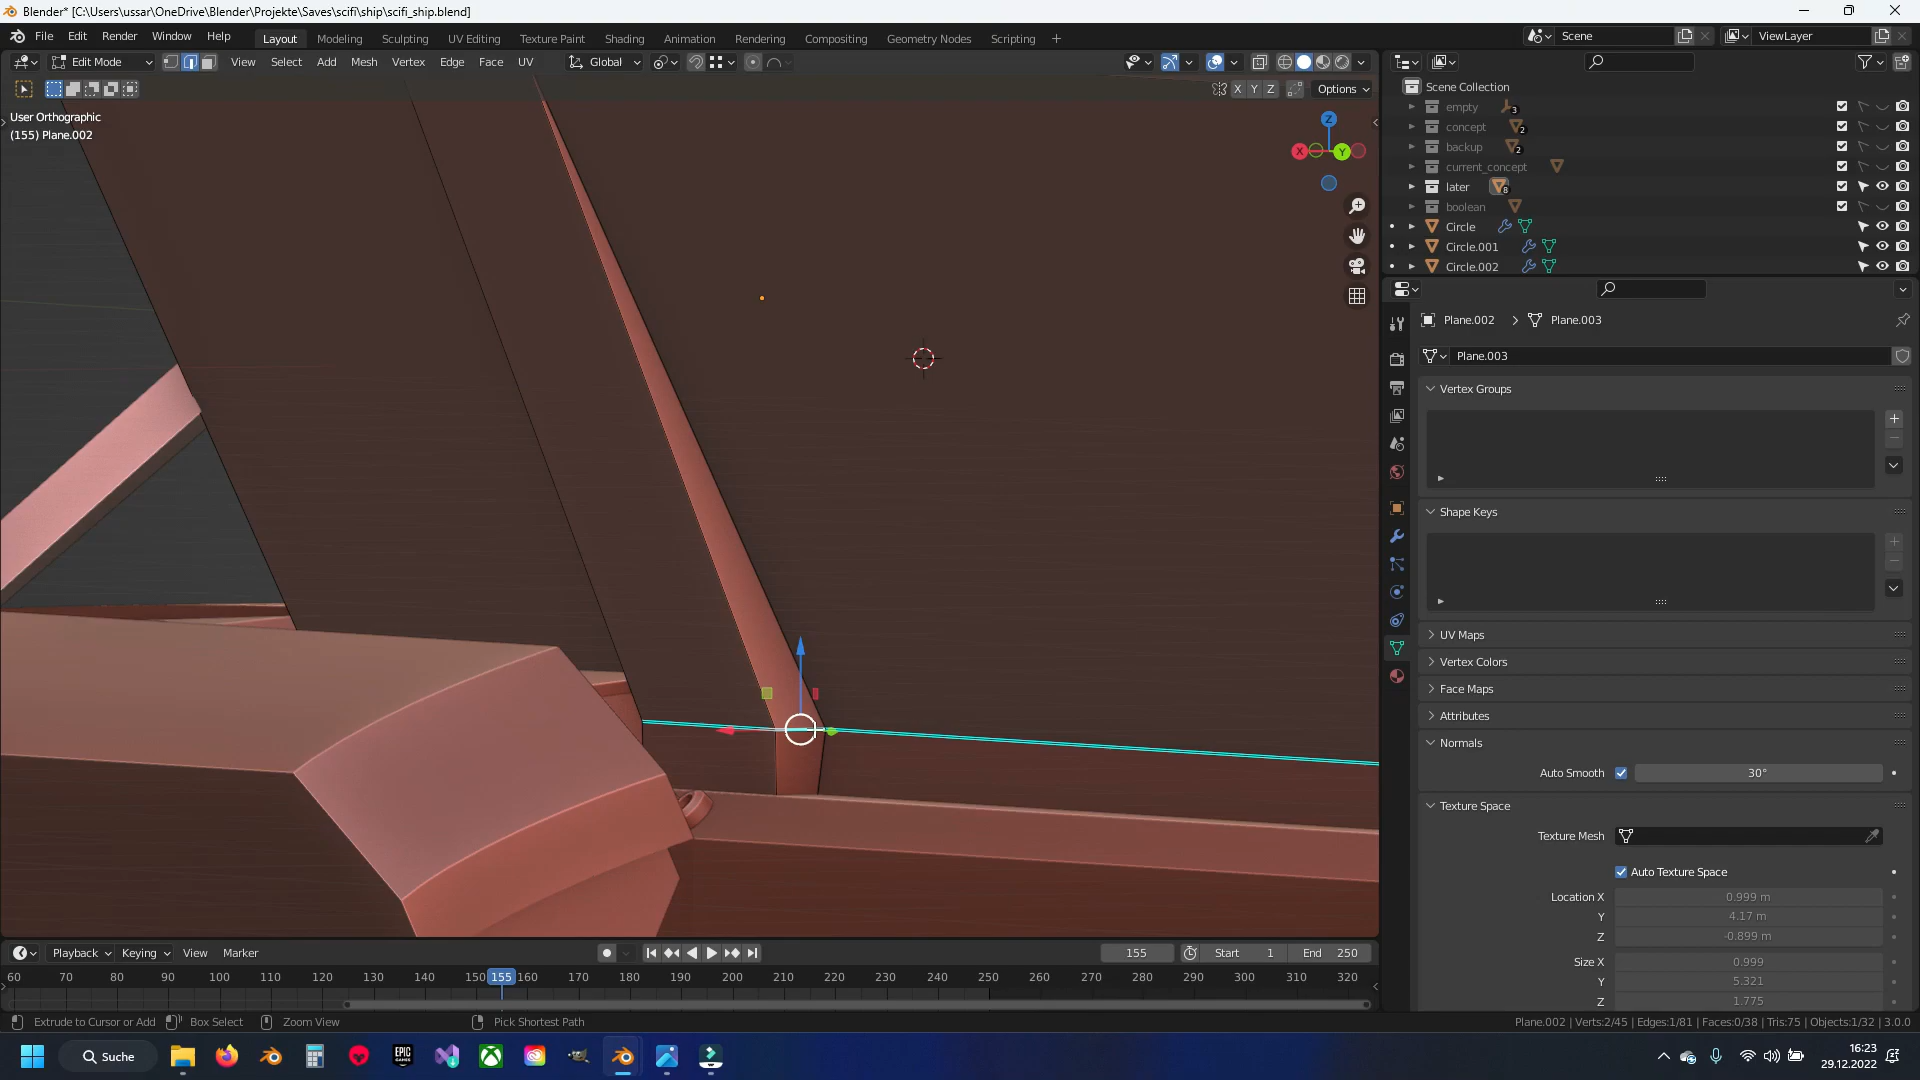 Blender* [C:\Users\ussar\OneDrive\Blender\Projekte\Saves\scifi\ship\scifi_ship.blend]
File Edit Render Window Help
Layout Modeling Sculpting UV Editing Texture Paint Shading Animation Rendering Compositing Geometry Nodes Scripting +
Scene
ViewLayer
Edit Mode
View Select Add Mesh Vertex Edge Face UV
Global
X Y Z
Options
User Orthographic
(155) Plane.002
Z
X
Y
Scene Collection
empty 3
concept 2
backup 2
current_concept
later 8
boolean
Circle
Circle.001
Circle.002
Plane.002 > Plane.003
Plane.003
Vertex Groups
Shape Keys
UV Maps
Vertex Colors
Face Maps
Attributes
Normals
Auto Smooth 30°
Texture Space
Texture Mesh
Auto Texture Space
Location X 0.999 m
Y 4.17 m
Z -0.899 m
Size X 0.999
Y 5.321
Z 1.775
Playback Keying View Marker
155
Start 1
End 250
60 70 80 90 100 110 120 130 140 150 155 160 170 180 190 200 210 220 230 240 250 260 270 280 290 300 310 320
Extrude to Cursor or Add Box Select Zoom View Pick Shortest Path
Plane.002 | Verts:2/45 | Edges:1/81 | Faces:0/38 | Tris:75 | Objects:1/32 | 3.0.0
Suche
EPIC GAMES
16:23
29.12.2022